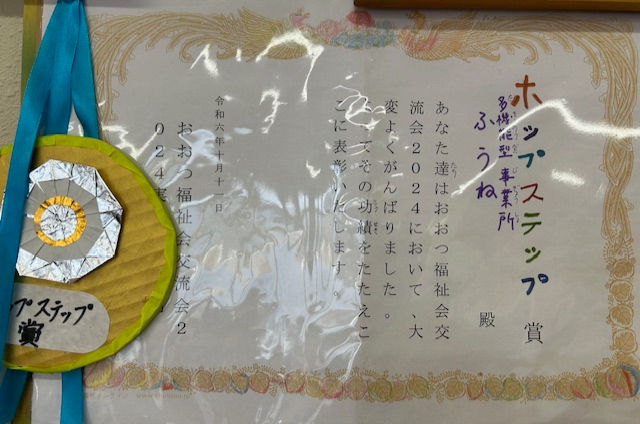 ホップステップ賞
多機能型事業所
ふうね
殿
あなた達はおおつ福祉会交
流会2024において、大
変よくがんばりました。
ってその功績をたたえこ
こに表彰いたします。
令和六年十月十一日
おおつ福祉会交流会2
024実
プステップ
賞